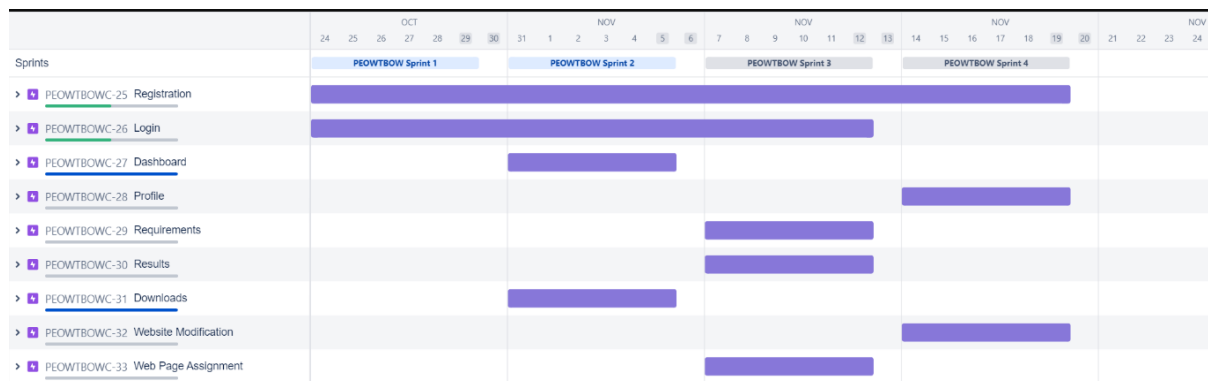 OCT NOV NOV NOV NOV
24 25 26 27 28 29 30 31 1 2 3 4 5 6 7 8 9 10 11 12 13 14 15 16 17 18 19 20 21 22 23 24
Sprints PEOWTBOW Sprint 1 PEOWTBOW Sprint 2 PEOWTBOW Sprint 3 PEOWTBOW Sprint 4
PEOWTBOWC-25 Registration
PEOWTBOWC-26 Login
PEOWTBOWC-27 Dashboard
PEOWTBOWC-28 Profile
PEOWTBOWC-29 Requirements
PEOWTBOWC-30 Results
PEOWTBOWC-31 Downloads
PEOWTBOWC-32 Website Modification
PEOWTBOWC-33 Web Page Assignment